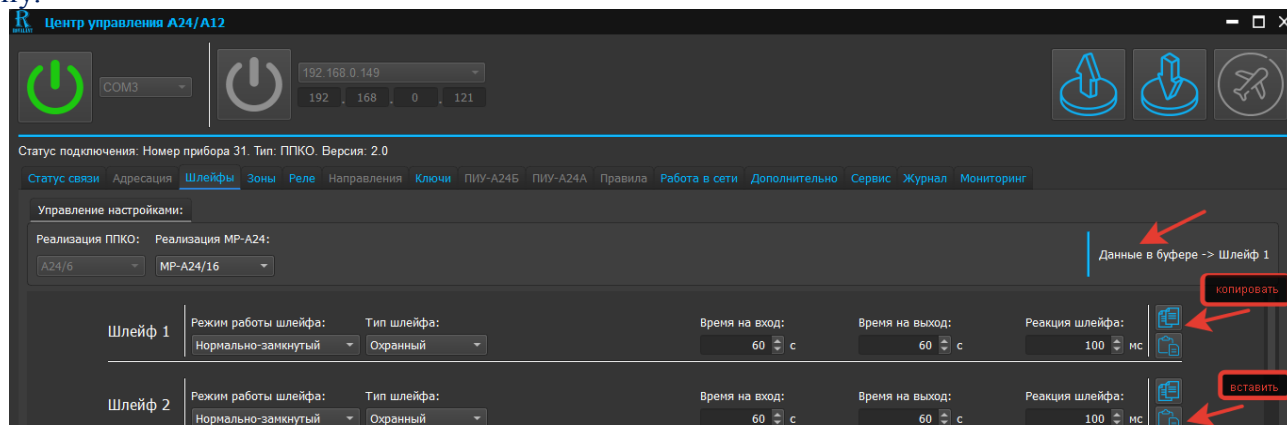 ну.
Центр управления А24/А12
COM3
192.168.0.149
192 . 168 . 0 . 121
Статус подключения: Номер прибора 31. Тип: ППКО. Версия: 2.0
Статус связи Адресация Шлейфы Зоны Реле Направления Ключи ПИУ-А24Б ПИУ-А24А Правила Работа в сети Дополнительно Сервис Журнал Мониторинг
Управление настройками:
Реализация ППКО: Реализация МР-А24:
А24/6 МР-А24/16
Данные в буфере -> Шлейф 1
копировать
Шлейф 1
Режим работы шлейфа: Тип шлейфа: Время на вход: Время на выход: Реакция шлейфа:
Нормально-замкнутый Охранный 60 с 60 с 100 мс
вставить
Шлейф 2
Режим работы шлейфа: Тип шлейфа: Время на вход: Время на выход: Реакция шлейфа:
Нормально-замкнутый Охранный 60 с 60 с 100 мс